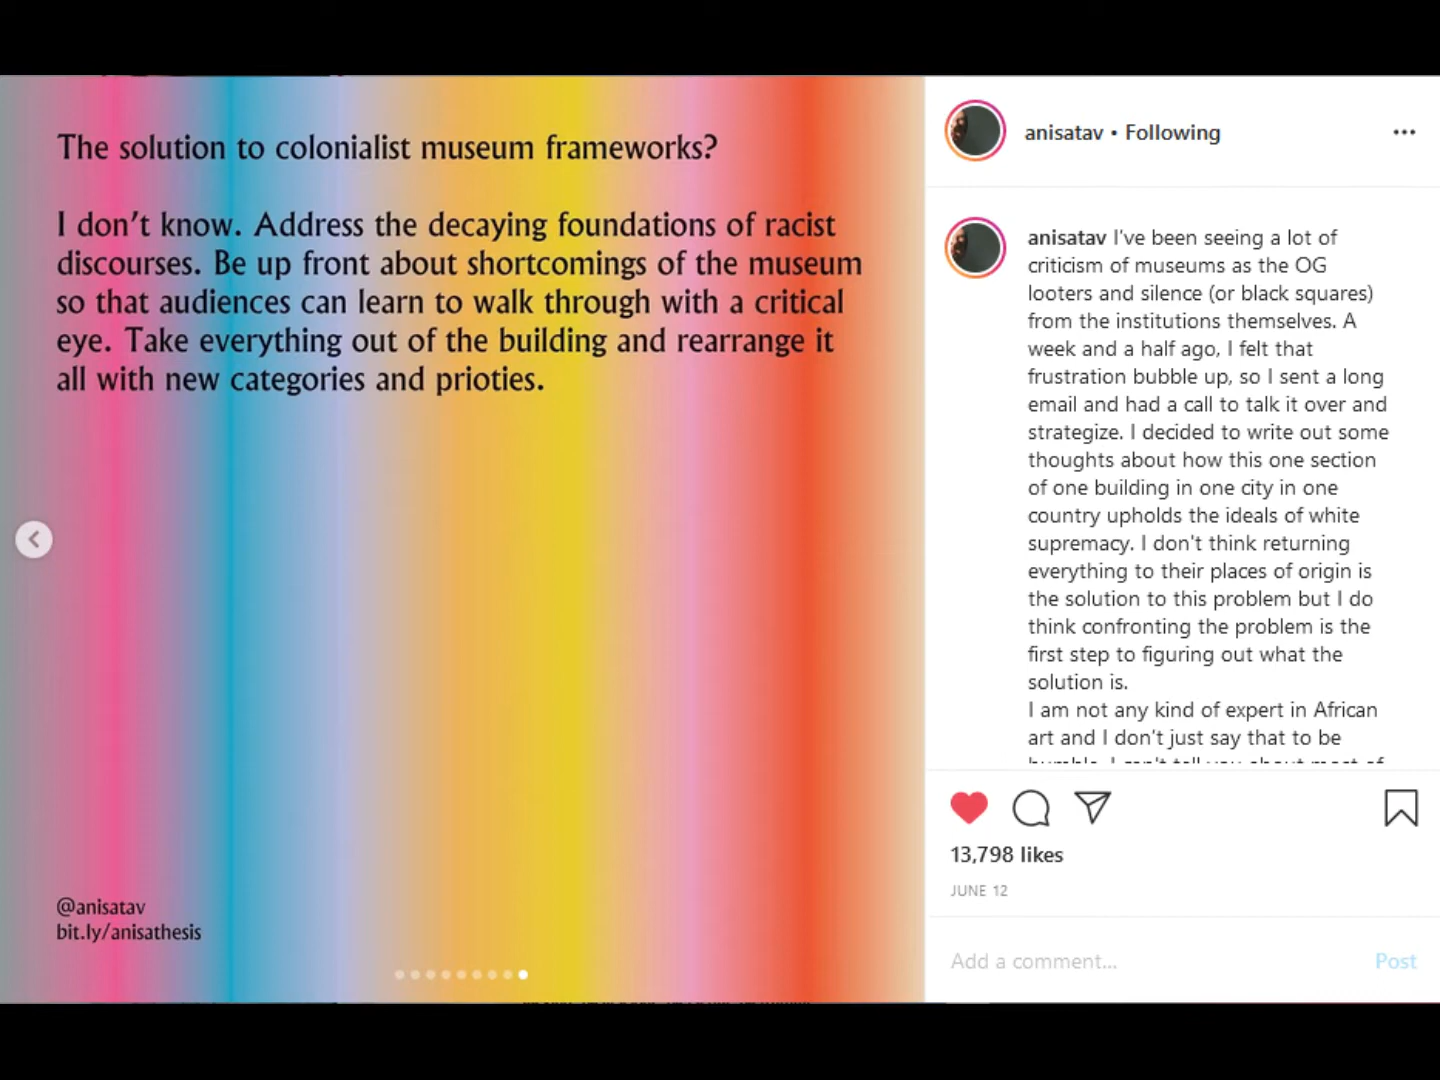 The solution to colonialist museum frameworks?
I don't know. Address the decaying foundations of racist
discourses. Be up front about shortcomings of the museum
so that audiences can learn to walk through with a critical
eye. Take everything out of the building and rearrange it
all with new categories and prioties.
@anisatav
bit.ly/anisathesis
anisatav • Following
anisatav I've been seeing a lot of
criticism of museums as the OG
looters and silence (or black squares)
from the institutions themselves. A
week and a half ago, I felt that
frustration bubble up, so I sent a long
email and had a call to talk it over and
strategize. I decided to write out some
thoughts about how this one section
of one building in one city in one
country upholds the ideals of white
supremacy. I don't think returning
everything to their places of origin is
the solution to this problem but I do
think confronting the problem is the
first step to figuring out what the
solution is.
I am not any kind of expert in African
art and I don't just say that to be
13,798 likes
JUNE 12
Add a comment...
Post